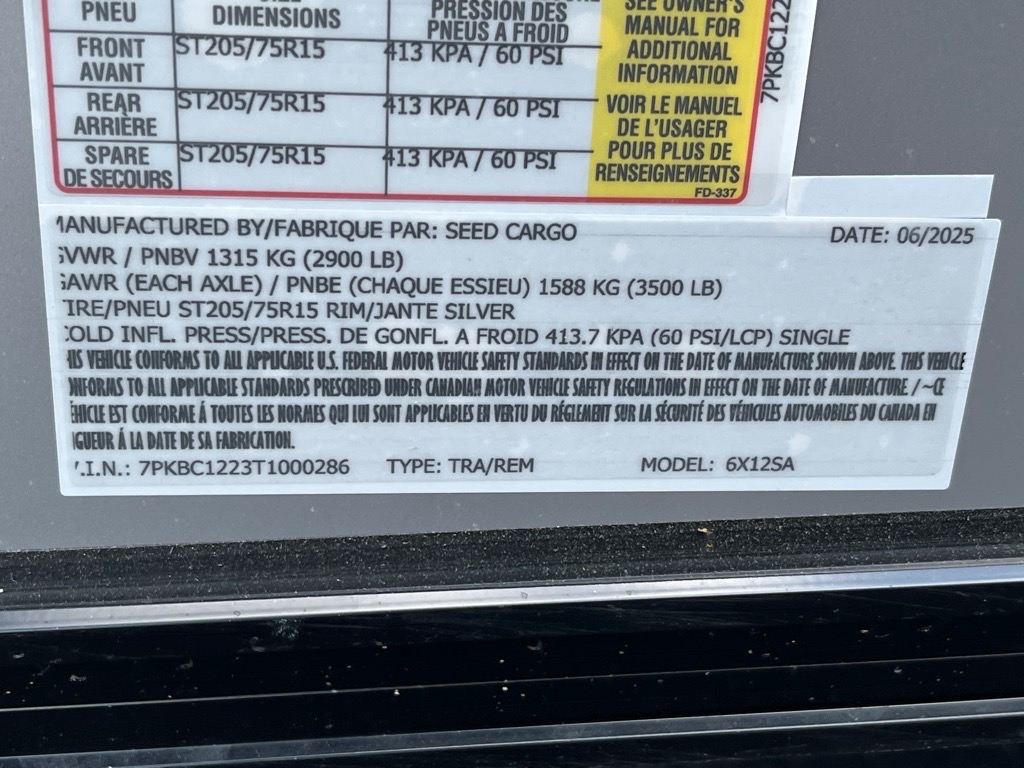 PNEU
DIMENSIONS
PRESSION DES
PNEUS A FROID
SEE OWNER'S
MANUAL FOR
ADDITIONAL
INFORMATION
FRONT
AVANT
ST205/75R15
413 KPA / 60 PSI
REAR
ARRIÈRE
ST205/75R15
413 KPA / 60 PSI
VOIR LE MANUEL
DE L'USAGER
POUR PLUS DE
RENSEIGNEMENTS
SPARE
DE SECOURS
ST205/75R15
413 KPA / 60 PSI
FD-337
7PKBC122
MANUFACTURED BY/FABRIQUE PAR: SEED CARGO DATE: 06/2025
GVWR / PNBV 1315 KG (2900 LB)
GAWR (EACH AXLE) / PNBE (CHAQUE ESSIEU) 1588 KG (3500 LB)
TIRE/PNEU ST205/75R15 RIM/JANTE SILVER
COLD INFL. PRESS/PRESS. DE GONFL. A FROID 413.7 KPA (60 PSI/LCP) SINGLE
HIS VEHICLE CONFORMS TO ALL APPLICABLE U.S. FEDERAL MOTOR VEHICLE SAFETY STANDARDS IN EFFECT ON THE DATE OF MANUFACTURE SHOWN ABOVE. THIS VEHICLE
ONFORMS TO ALL APPLICABLE STANDARDS PRESCRIBED UNDER CANADIAN MOTOR VEHICLE SAFETY REGULATIONS IN EFFECT ON THE DATE OF MANUFACTURE. / ~CE
ÉHICLE EST CONFORME À TOUTES LES NORMES QUI LUI SONT APPLICABLES EN VERTU DU RÉGLEMENT SUR LA SÉCURITÉ DES VÉHICULES AUTOMOBILES DU CANADA EN
IGUEUR À LA DATE DE SA FABRICATION.
V.I.N.: 7PKBC1223T1000286 TYPE: TRA/REM MODEL: 6X12SA